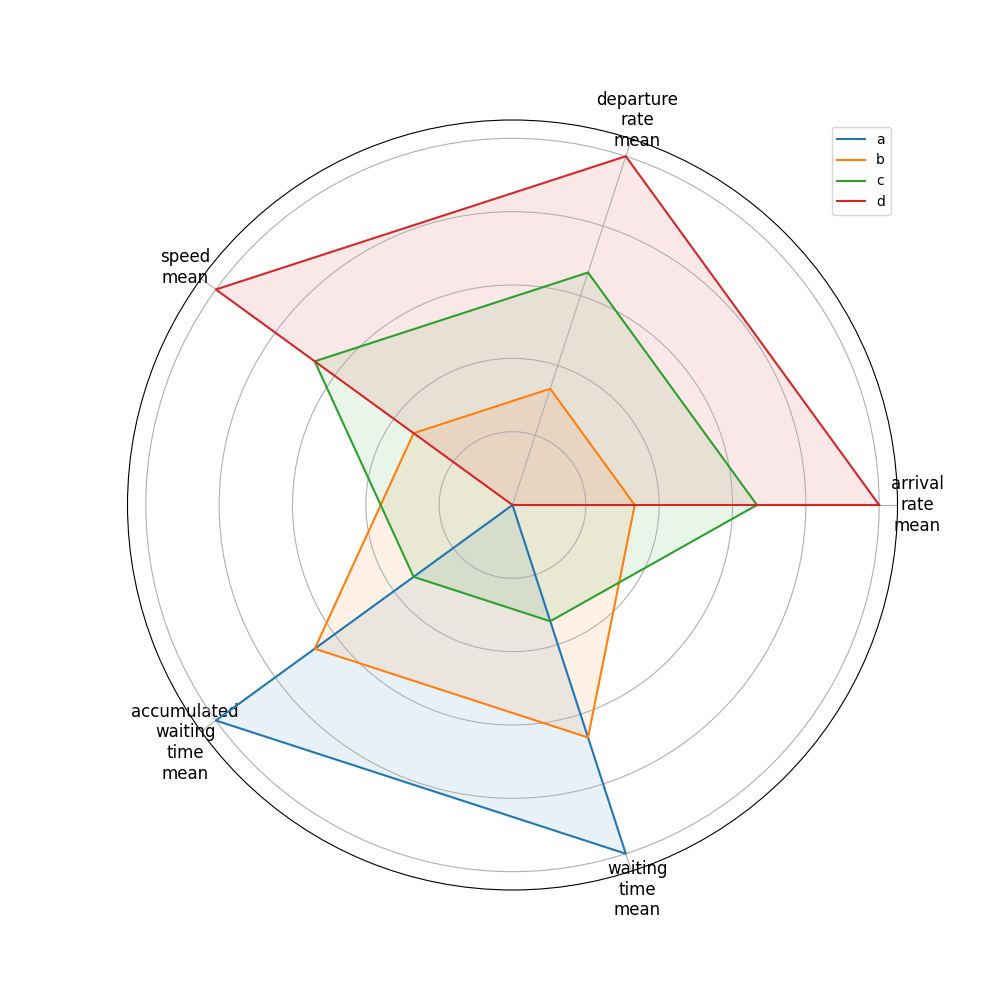 departure
rate
mean
a
b
c
d
speed
mean
arrival
rate
mean
accumulated
waiting
time
mean
waiting
time
mean